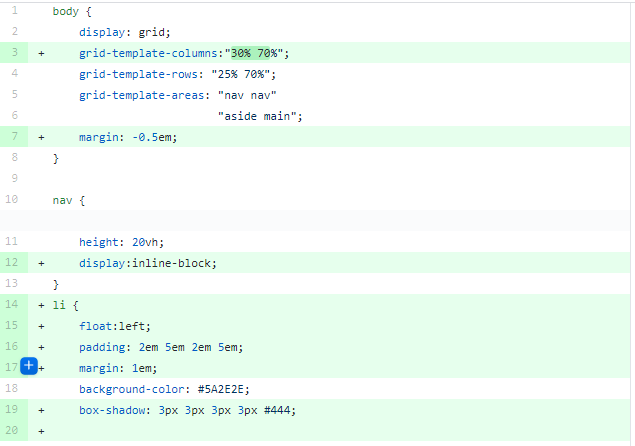 1 body {
2 display: grid;
3 + grid-template-columns:"30% 70%";
4 grid-template-rows: "25% 70%";
5 grid-template-areas: "nav nav"
6 "aside main";
7 + margin: -0.5em;
8 }
9
10 nav {
11 height: 20vh;
12 + display:inline-block;
13 }
14 + li {
15 + float:left;
16 + padding: 2em 5em 2em 5em;
17 + margin: 1em;
18 background-color: #5A2E2E;
19 + box-shadow: 3px 3px 3px 3px #444;
20 +